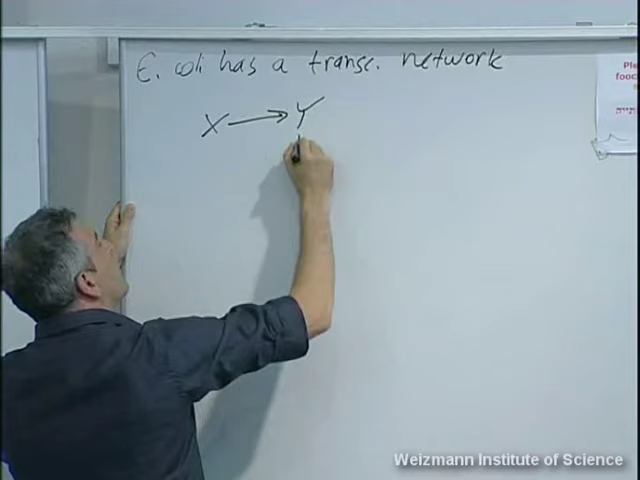 E. coli has a transc. network
X → Y
Weizmann Institute of Science